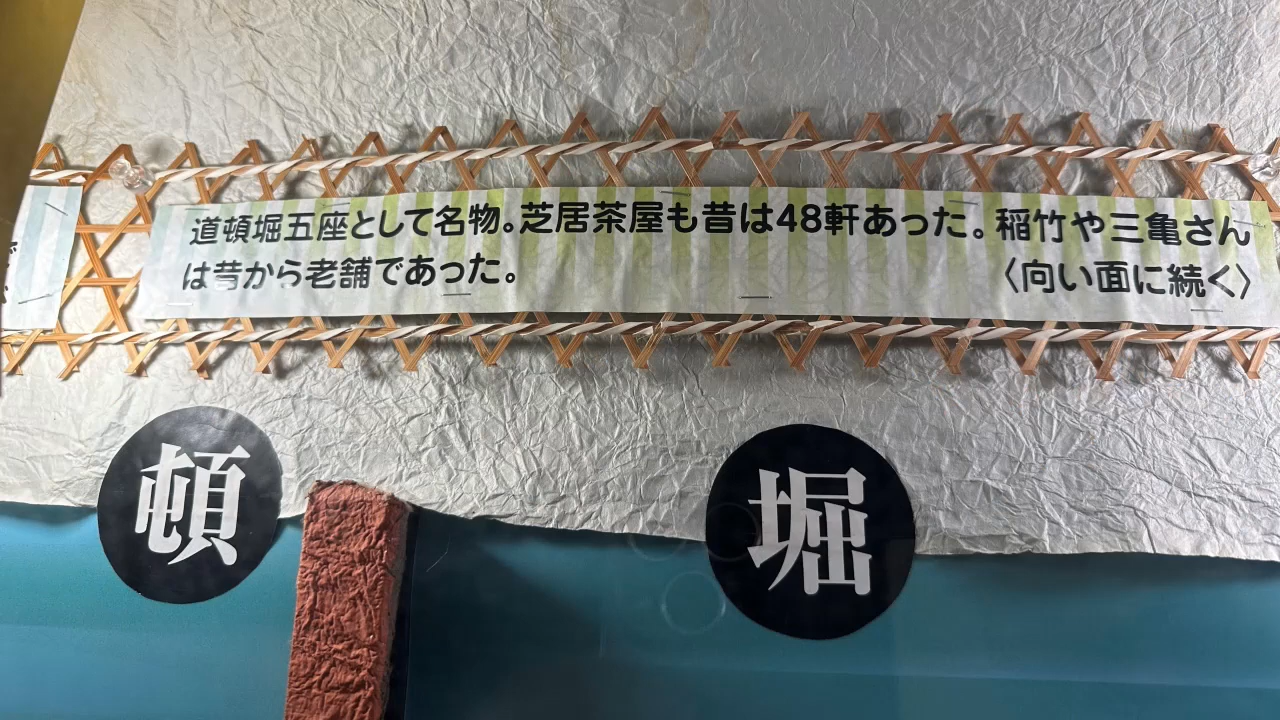 道頓堀五座として名物。芝居茶屋も昔は48軒あった。稲竹や三亀さん
は昔から老舗であった。
〈向い面に続く〉
頓
堀